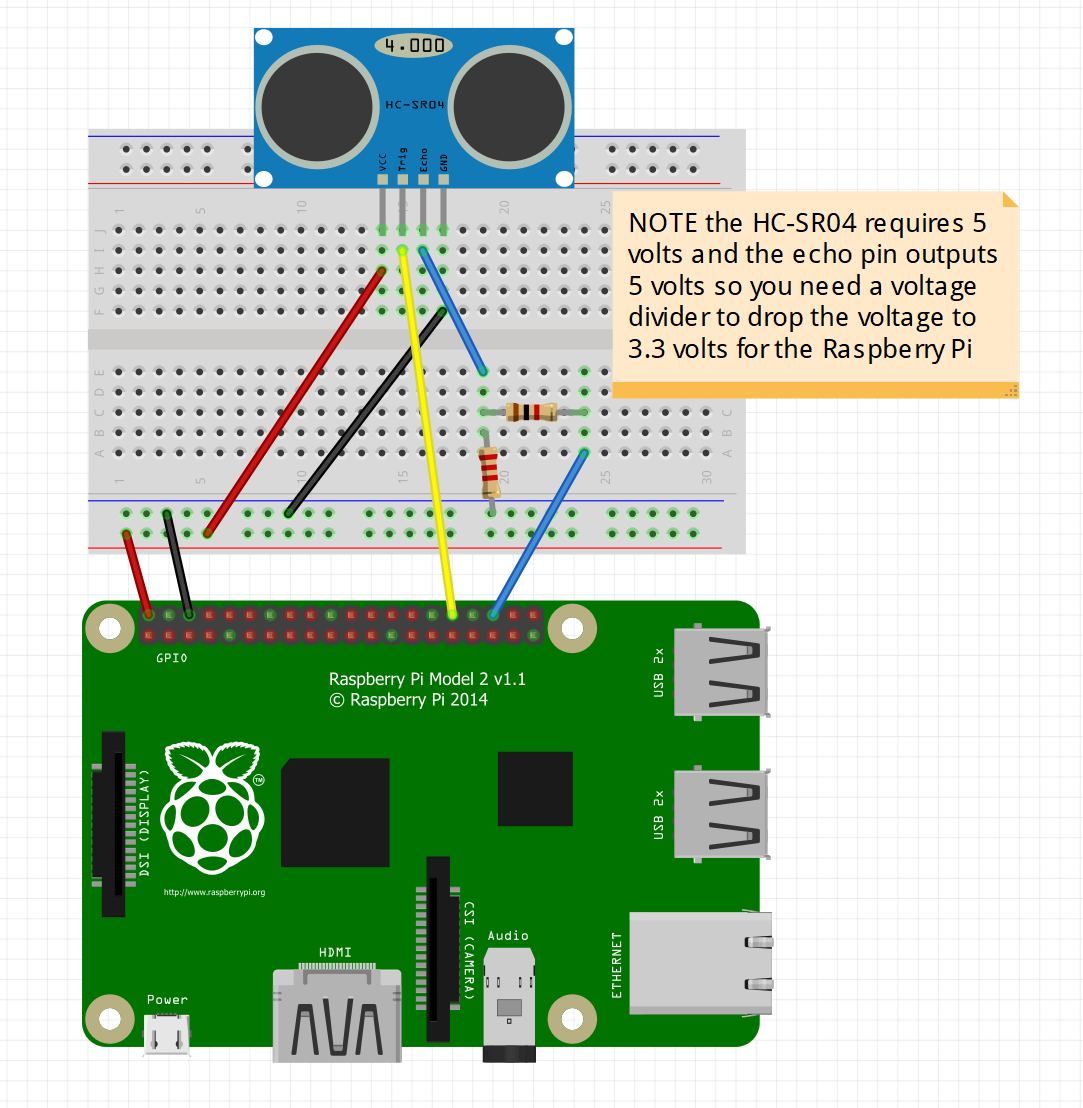 4.000
HC-SR04
VCC
Trig
Echo
GND
1
5
10
15
20
25
J
I
H
G
F
NOTE the HC-SR04 requires 5
volts and the echo pin outputs
5 volts so you need a voltage
divider to drop the voltage to
3.3 volts for the Raspberry Pi
E
D
C
B
A
C
B
A
1
5
10
15
20
25
30
GPIO
Raspberry Pi Model 2 v1.1
© Raspberry Pi 2014
USB 2x
DSI (DISPLAY)
TM
http://www.raspberrypi.org
USB 2x
CSI (CAMERA)
Audio
HDMI
ETHERNET
Power